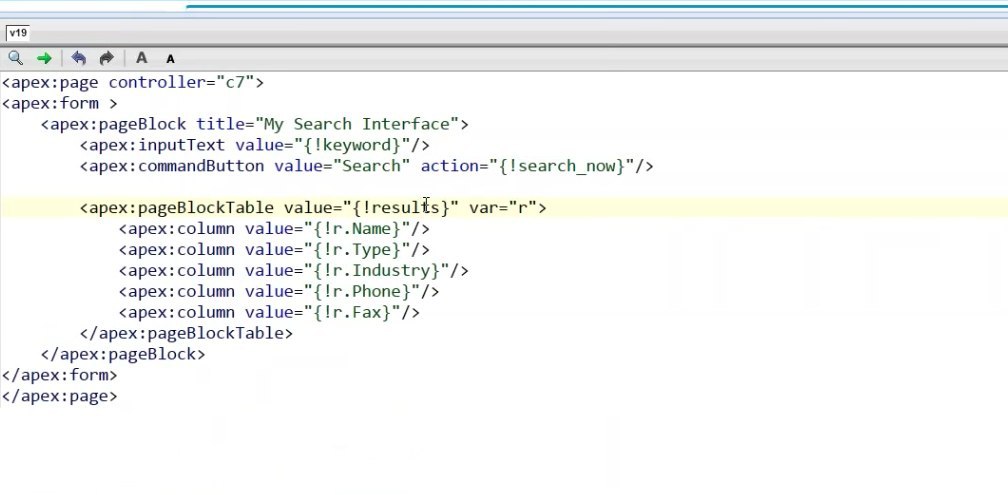 v19
A A
<apex:page controller="c7">
<apex:form >
<apex:pageBlock title="My Search Interface">
<apex:inputText value="{!keyword}"/>
<apex:commandButton value="Search" action="{!search_now}"/>
<apex:pageBlockTable value="{!results}" var="r">
<apex:column value="{!r.Name}"/>
<apex:column value="{!r.Type}"/>
<apex:column value="{!r.Industry}"/>
<apex:column value="{!r.Phone}"/>
<apex:column value="{!r.Fax}"/>
</apex:pageBlockTable>
</apex:pageBlock>
</apex:form>
</apex:page>